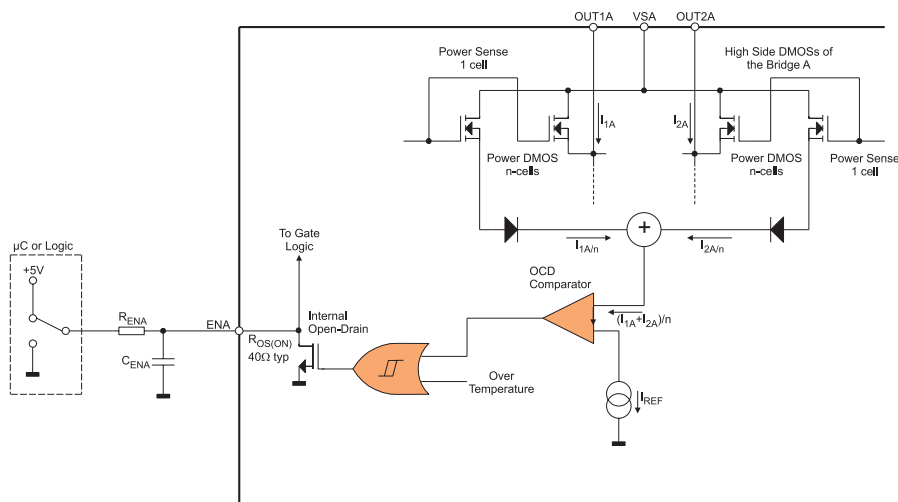 OUT1A VSA OUT2A
Power Sense
1 cell
High Side DMOSs of
the Bridge A
I1A
I2A
Power DMOS
n-cells
Power DMOS
n-cells
Power Sense
1 cell
µC or Logic
+5V
To Gate
Logic
I1A/n
+
I2A/n
OCD
Comparator
RENA
ENA
Internal
Open-Drain
(I1A+I2A)/n
ROS(ON)
40Ω typ
CENA
Over
Temperature
IREF